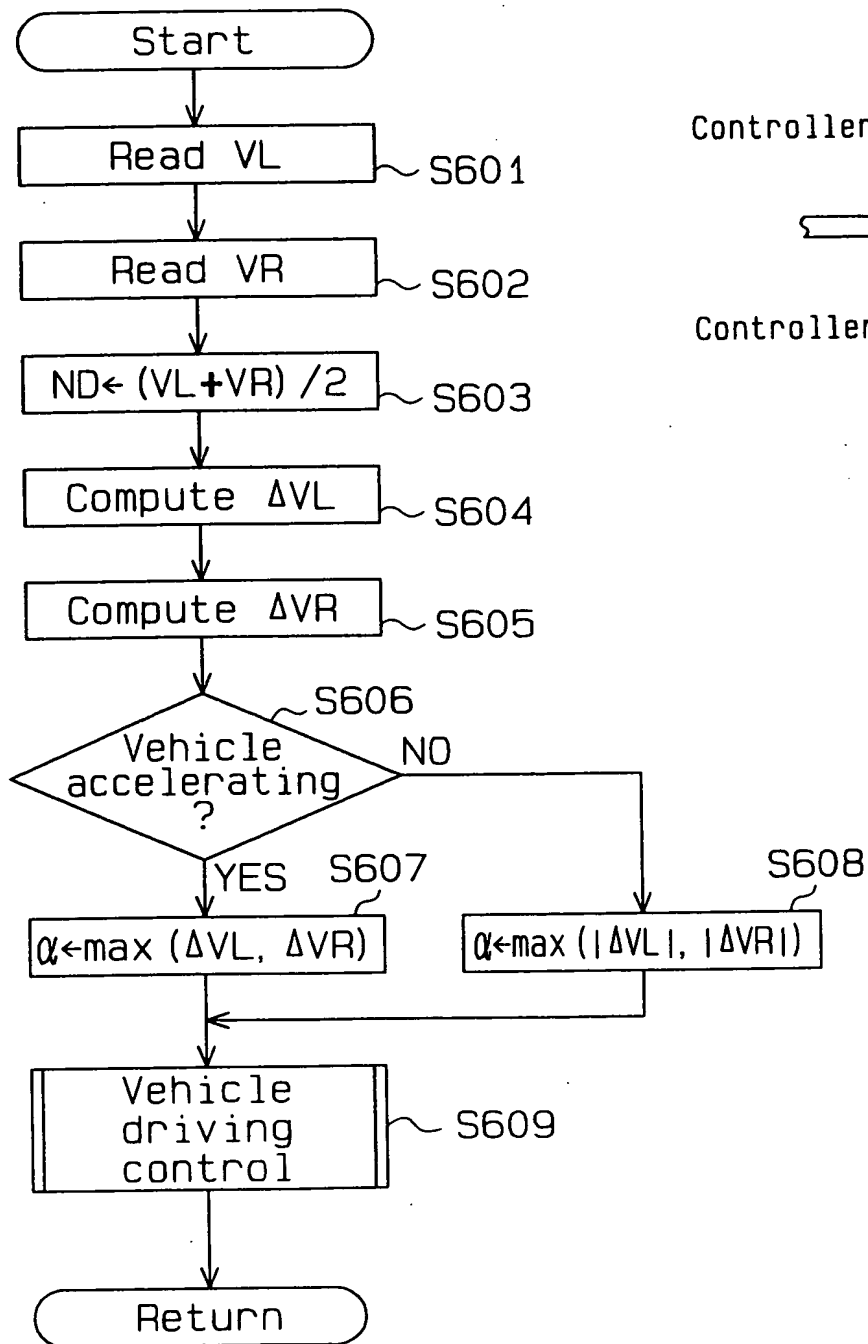 Start
Read VL
S601
Read VR
S602
ND← (VL+VR) /2
S603
Compute ΔVL
S604
Compute ΔVR
S605
S606
Vehicle
accelerating
?
NO
YES
S607
α←max (ΔVL, ΔVR)
S608
α←max (|ΔVL|, |ΔVR|)
Vehicle
driving
control
S609
Return
Controller
Controller